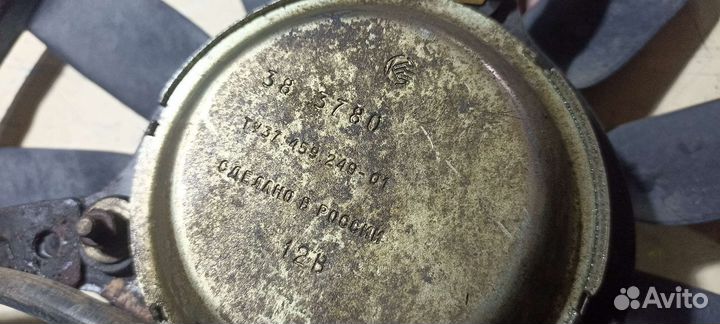 38.3780
ТУ37.459.249-01
СДЕЛАНО В РОССИИ
12В
Avito